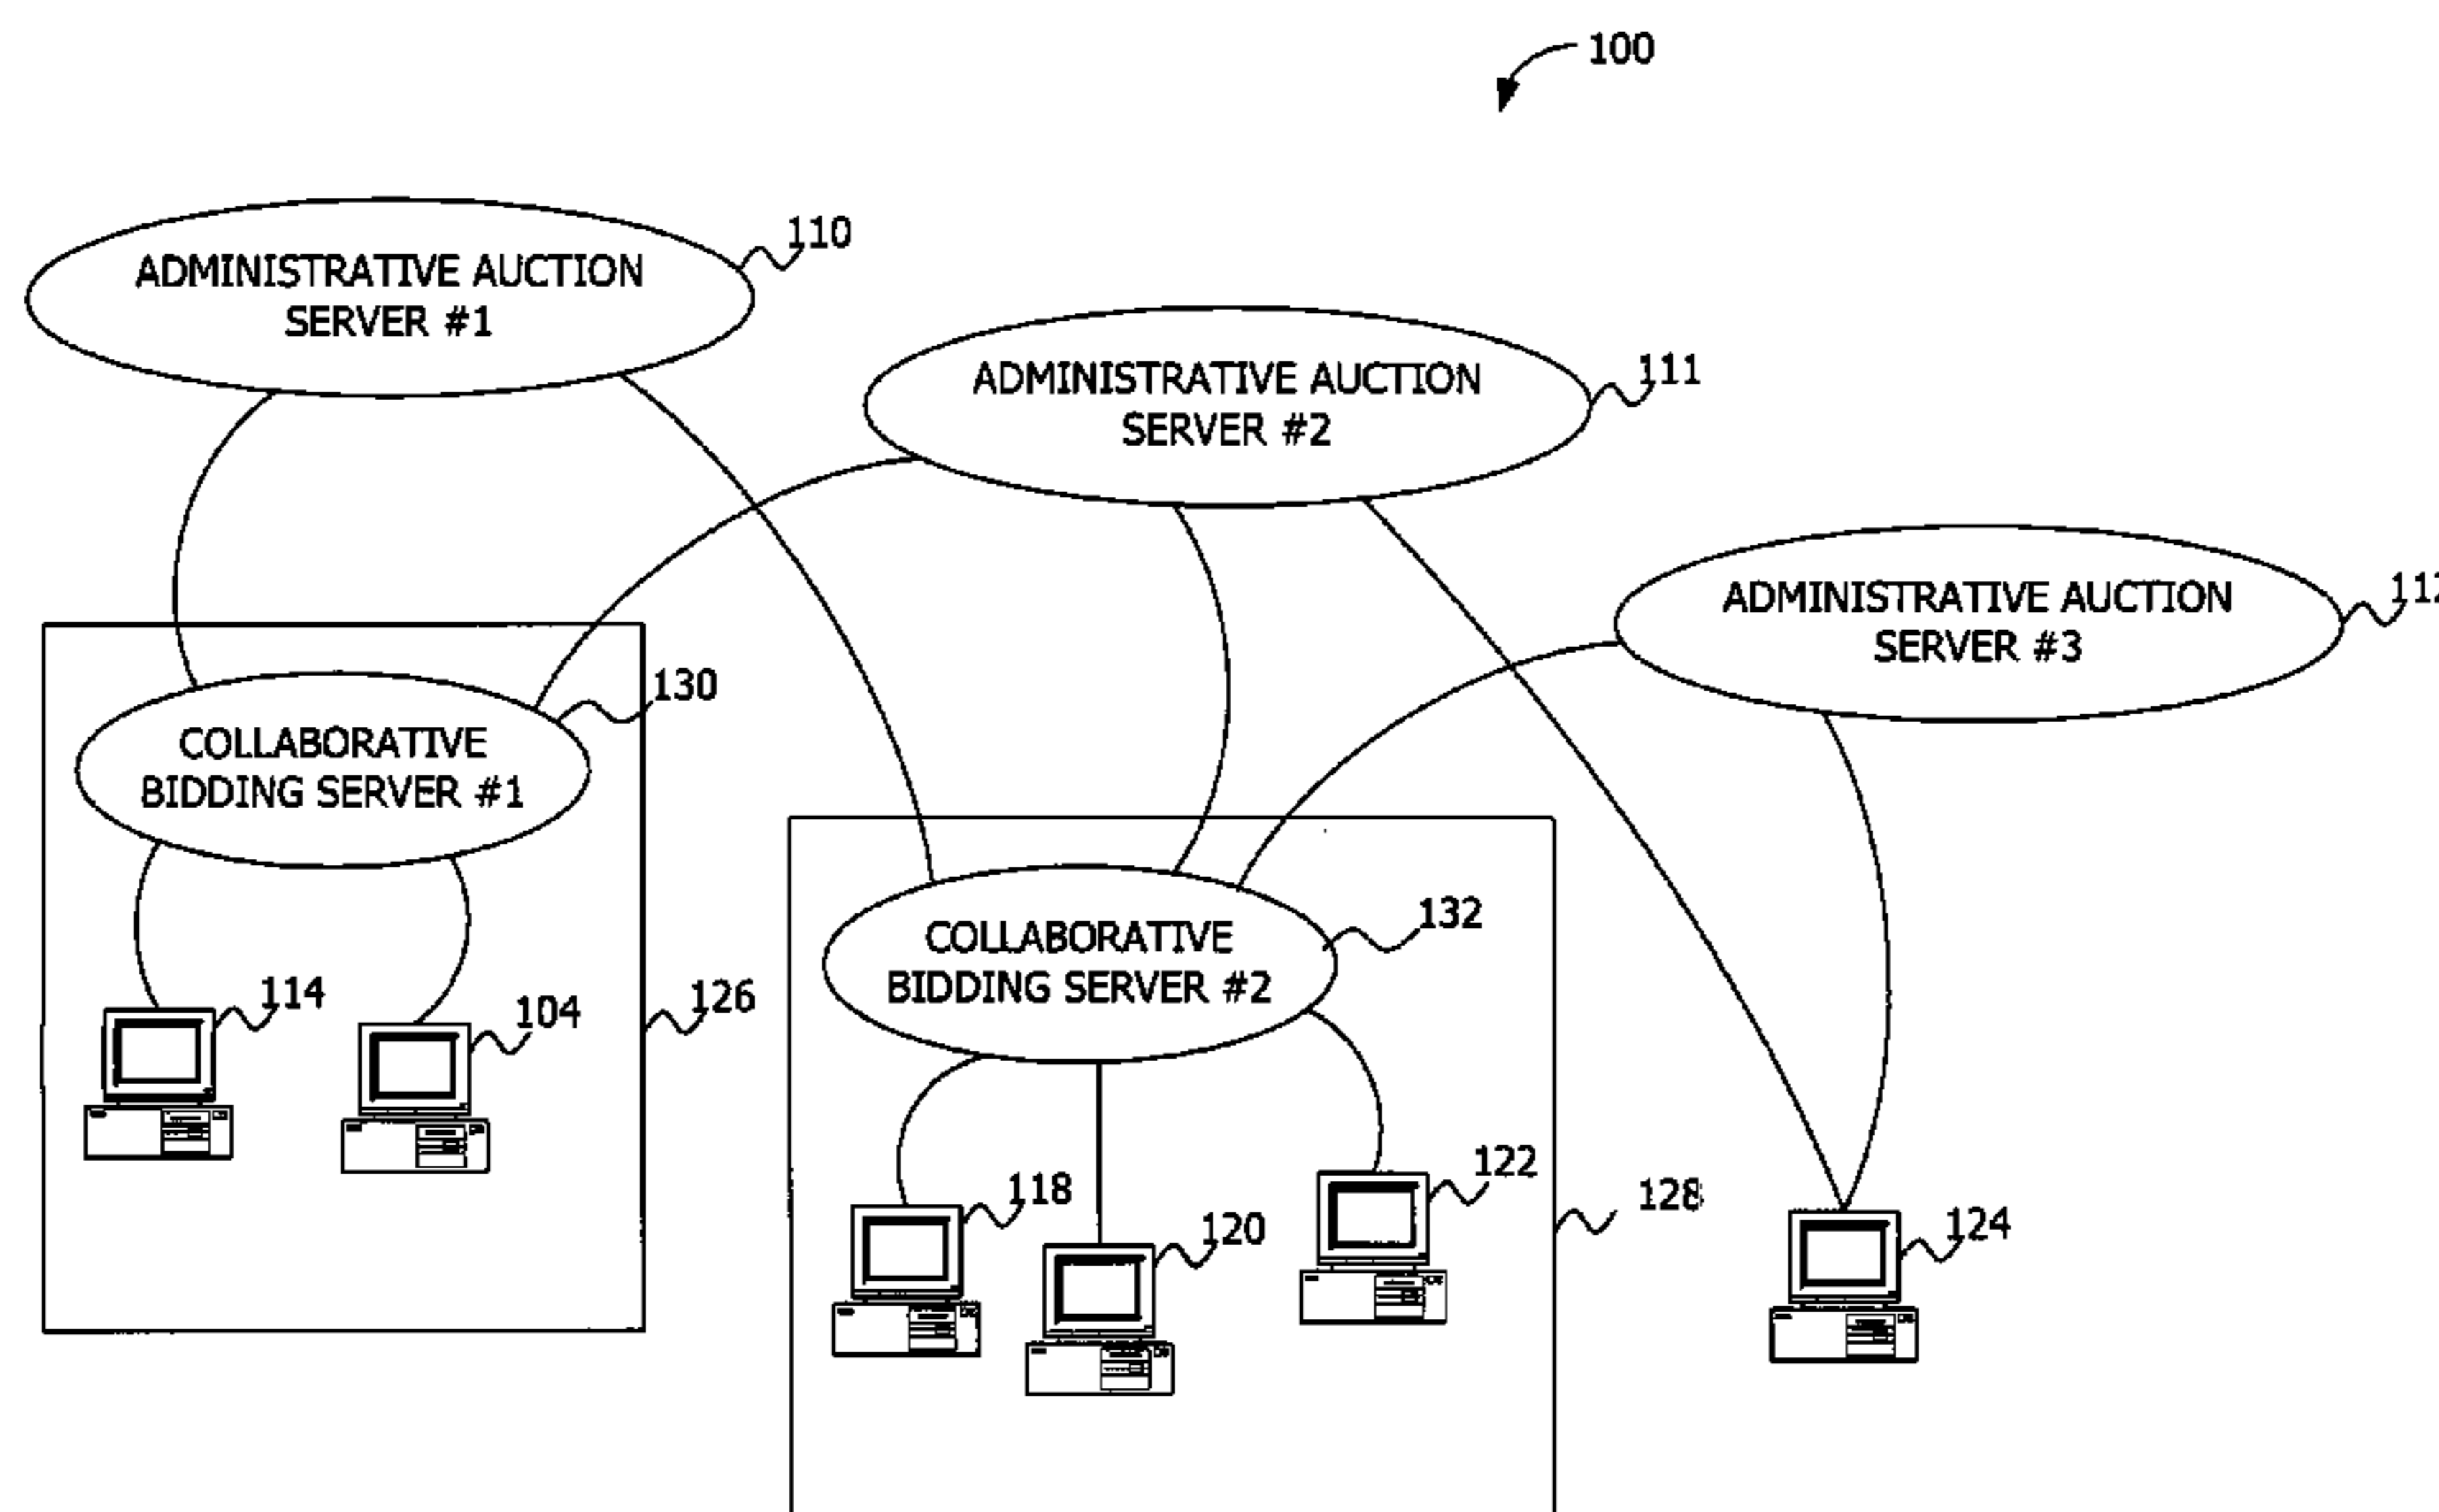 100
110
ADMINISTRATIVE AUCTION
SERVER #1
111
ADMINISTRATIVE AUCTION
SERVER #2
112
ADMINISTRATIVE AUCTION
SERVER #3
130
COLLABORATIVE
BIDDING SERVER #1
132
COLLABORATIVE
BIDDING SERVER #2
114
104
126
118
120
122
128
124